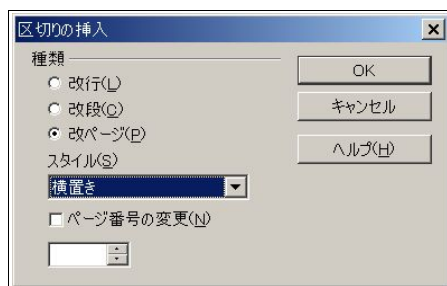 区切りの挿入
種類
改行(L)
改段(C)
改ページ(P)
スタイル(S)
横置き
ページ番号の変更(N)
OK
キャンセル
ヘルプ(H)